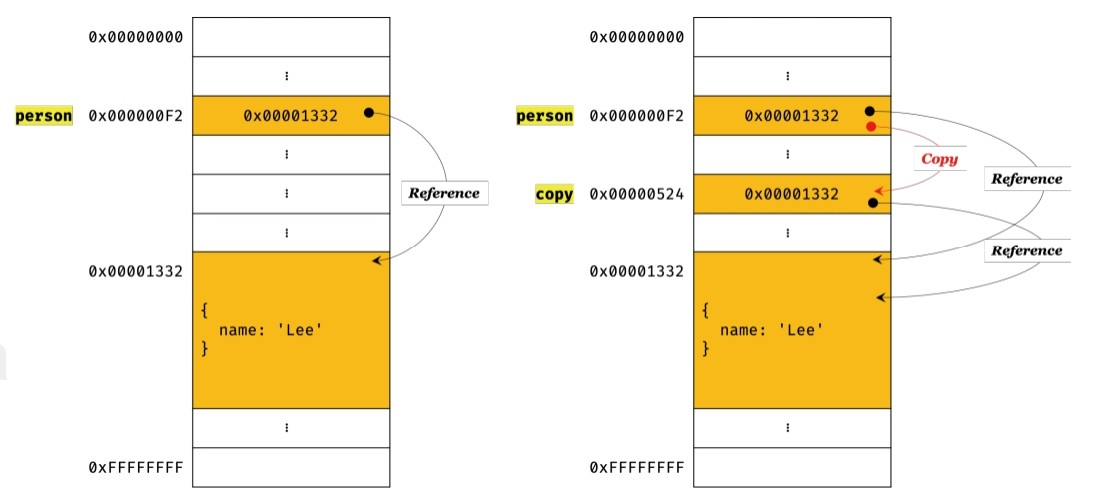 0x00000000
⋮
person 0x000000F2 0x00001332
⋮
⋮
Reference
⋮
0x00001332
{
name: 'Lee'
}
⋮
0xFFFFFFFF
0x00000000
⋮
person 0x000000F2 0x00001332
⋮
Copy
Reference
copy 0x00000524 0x00001332
⋮
Reference
0x00001332
{
name: 'Lee'
}
⋮
0xFFFFFFFF